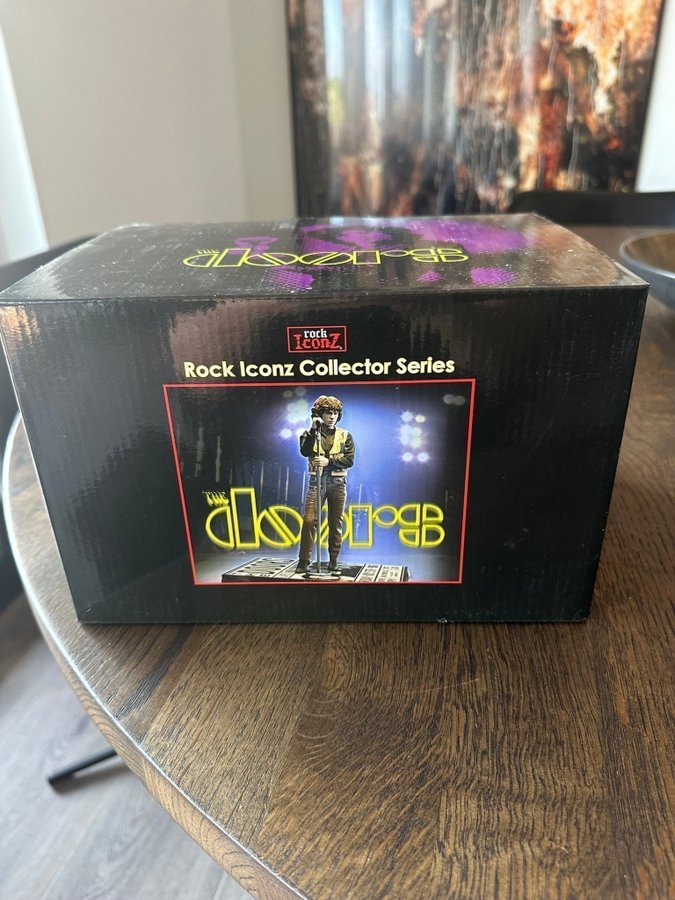 THE
doors
rock
IconZ
Rock Iconz Collector Series
THE
doors